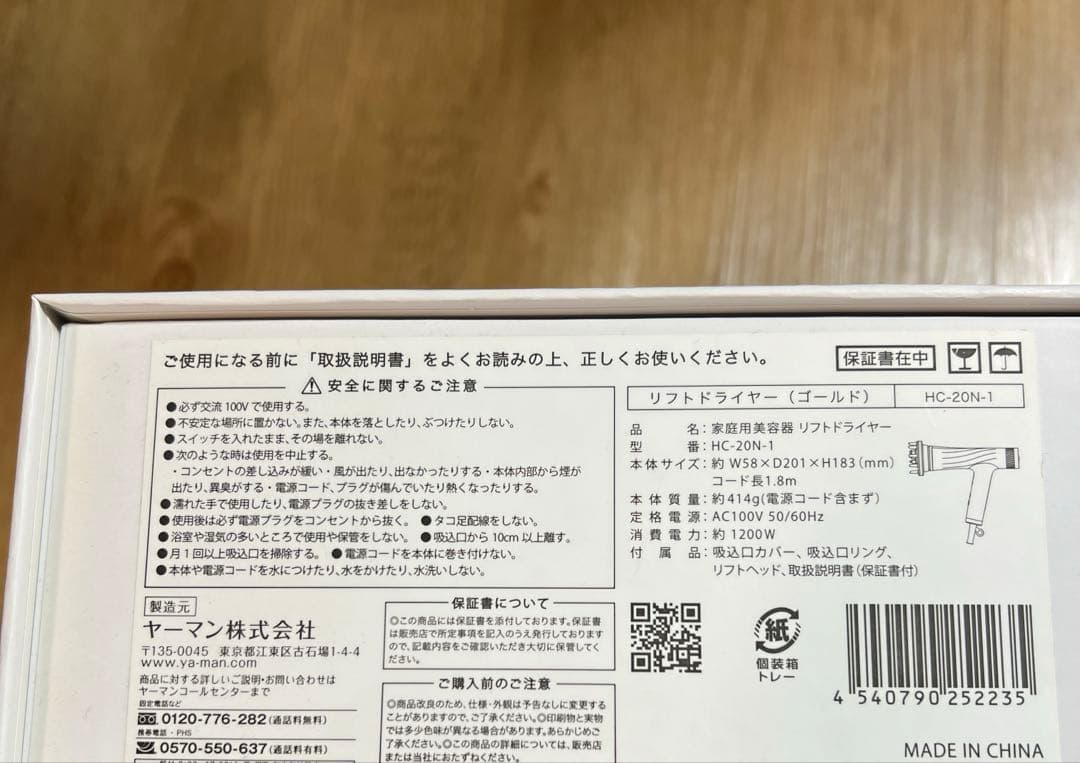 ご使用になる前に「取扱説明書」をよくお読みの上、正しくお使いください。
保証書在中
安全に関するご注意
●必ず交流100Vで使用する。
●不安定な場所に置かない。また、本体を落としたり、ぶつけたりしない。
●スイッチを入れたまま、その場を離れない。
●次のような時は使用を中止する。
・コンセントの差し込みが緩い・風が出たり、出なかったりする・本体内部から煙が
出たり、異臭がする・電源コード、プラグが傷んでいたり熱くなったりする。
●濡れた手で使用したり、電源プラグの抜き差しをしない。
●使用後は必ず電源プラグをコンセントから抜く。 ●タコ足配線をしない。
●浴室や湿気の多いところで使用や保管をしない。 ●吸込口から10cm以上離す。
●月1回以上吸込口を掃除する。 ●電源コードを本体に巻き付けない。
●本体や電源コードを水につけたり、水をかけたり、水洗いしない。
リフトドライヤー（ゴールド） HC-20N-1
品名：家庭用美容器 リフトドライヤー
型番：HC-20N-1
本体サイズ：約 W58×D201×H183（mm）
コード長1.8m
本体質量：約414g(電源コード含まず)
定格電源：AC100V 50/60Hz
消費電力：約 1200W
付属品：吸込口カバー、吸込口リング、
リフトヘッド、取扱説明書（保証書付）
製造元
ヤーマン株式会社
〒135-0045 東京都江東区古石場1-4-4
www.ya-man.com
商品に対する詳しいご説明・お問い合わせは
ヤーマンコールセンターまで
固定電話など
0120-776-282(通話料無料)
携帯電話・PHS
0570-550-637(通話料有料)
保証書について
◎この商品には保証書を添付しております。保証書
は販売店で所定事項を記入のうえ発行しております
ので、記載内容をご確認いただき大切に保管してく
ださい。
ご購入前のご注意
◎商品改良のため、仕様・外観は予告なしに変更する
ことがありますので、ご了承ください。◎印刷物と実物
では多少色味が異なる場合があります。あらかじめご
了承ください。◎この商品の詳細については、販売店
または当社におたずねください。
紙
個装箱
トレー
4 540790 252235
MADE IN CHINA